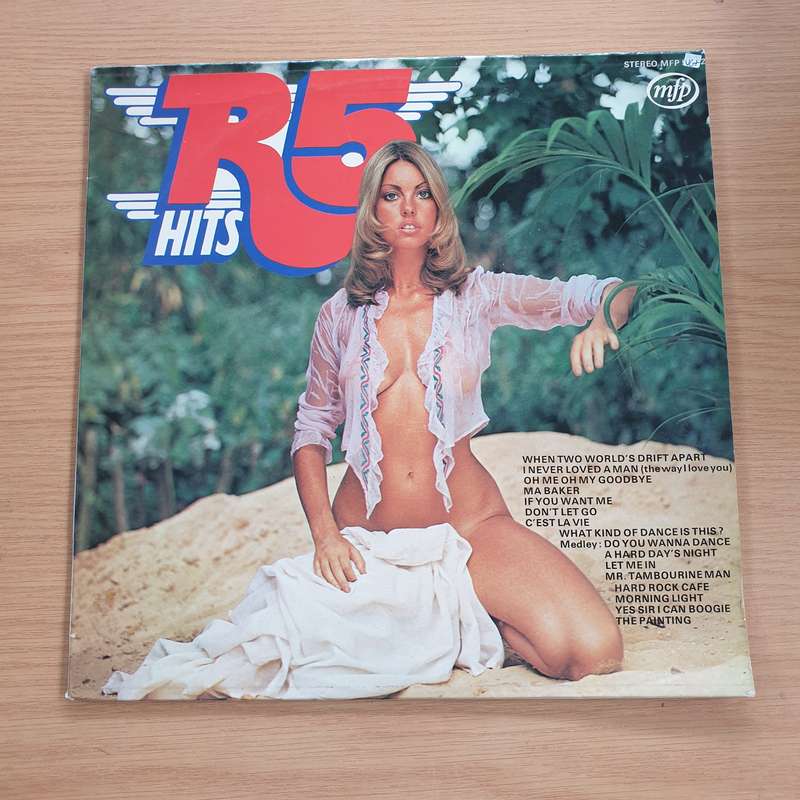 R5
HITS
STEREO MFP
mfp
WHEN TWO WORLD'S DRIFT APART
I NEVER LOVED A MAN (the way I love you)
OH ME OH MY GOODBYE
MA BAKER
IF YOU WANT ME
DON'T LET GO
C'EST LA VIE
WHAT KIND OF DANCE IS THIS?
Medley: DO YOU WANNA DANCE
A HARD DAY'S NIGHT
LET ME IN
MR. TAMBOURINE MAN
HARD ROCK CAFE
MORNING LIGHT
YES SIR I CAN BOOGIE
THE PAINTING